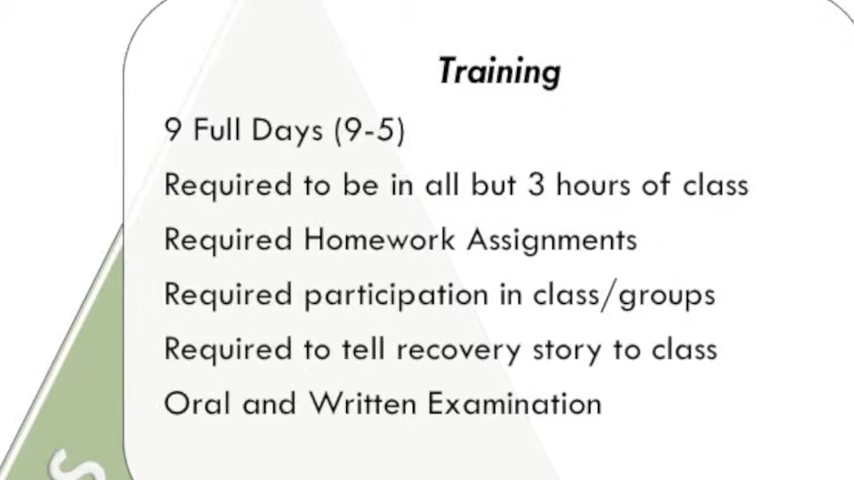 Training
9 Full Days (9-5)
Required to be in all but 3 hours of class
Required Homework Assignments
Required participation in class/groups
Required to tell recovery story to class
Oral and Written Examination
S